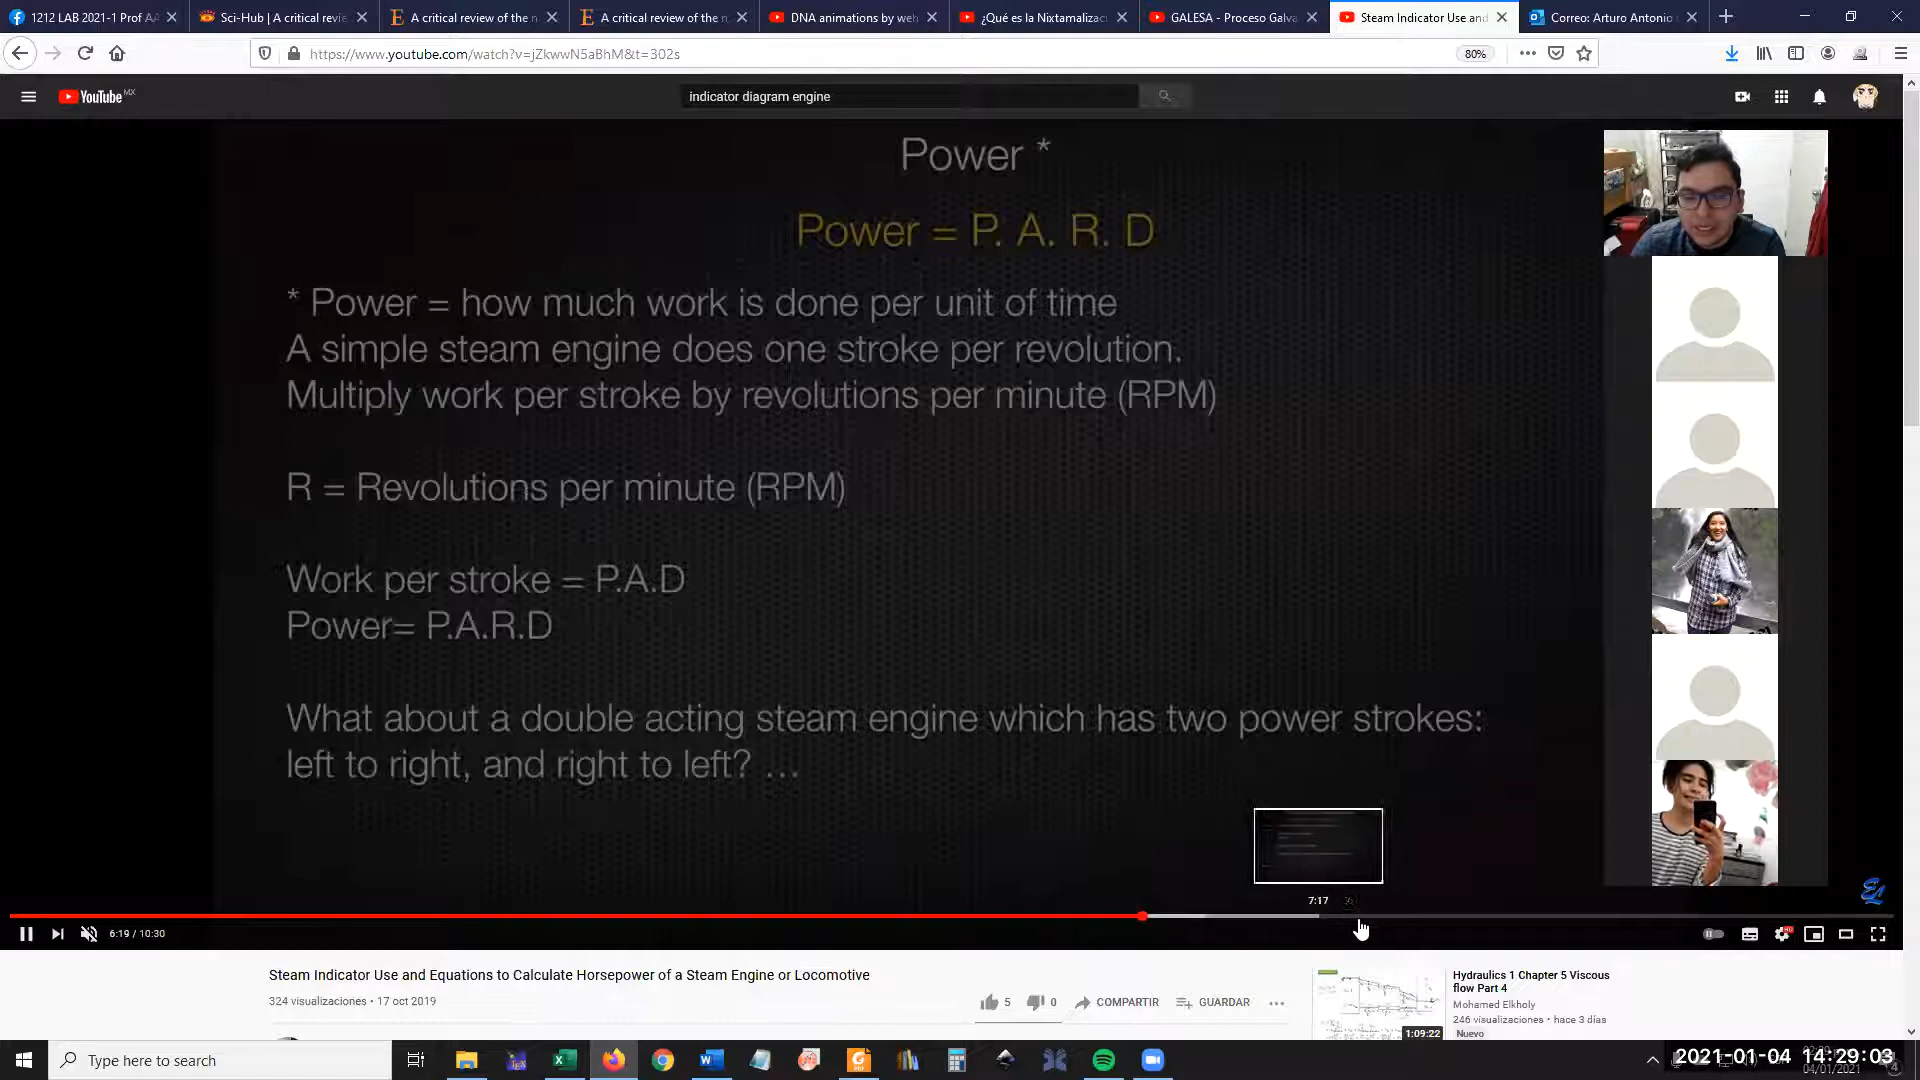 1212 LAB 2021-1 Prof AA
Sci-Hub | A critical revie
A critical review of the n
A critical review of the n
DNA animations by weh
¿Qué es la Nixtamalizac
GALESA - Proceso Galva
Steam Indicator Use and
Correo: Arturo Antonio
https://www.youtube.com/watch?v=jZkwwN5aBhM&t=302s
80%
YouTube MX
indicator diagram engine
Power *
Power = P. A. R. D
* Power = how much work is done per unit of time
A simple steam engine does one stroke per revolution.
Multiply work per stroke by revolutions per minute (RPM)
R = Revolutions per minute (RPM)
Work per stroke = P.A.D
Power= P.A.R.D
What about a double acting steam engine which has two power strokes:
left to right, and right to left? ...
7:17
6:19 / 10:30
Steam Indicator Use and Equations to Calculate Horsepower of a Steam Engine or Locomotive
324 visualizaciones • 17 oct 2019
5
0
COMPARTIR
GUARDAR
Hydraulics 1 Chapter 5 Viscous
flow Part 4
Mohamed Elkholy
246 visualizaciones • hace 3 días
Nuevo
1:09:22
Type here to search
2021-01-04 14:29:03
04/01/2021